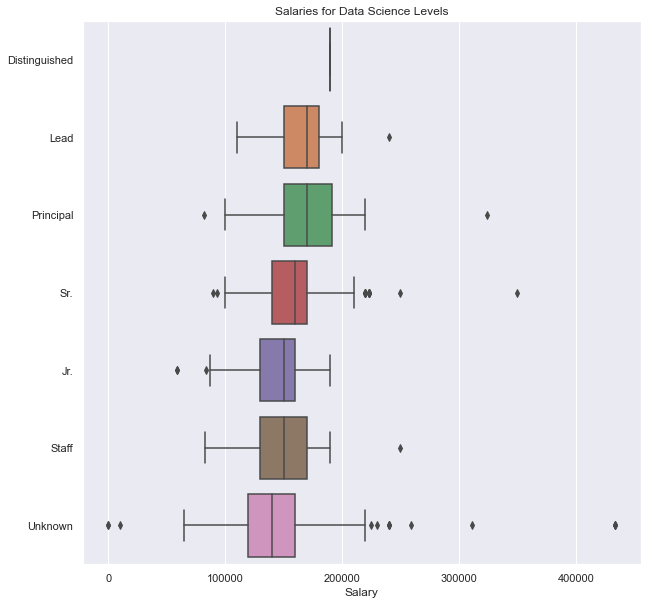 Salaries for Data Science Levels
Distinguished
Lead
Principal
Sr.
Jr.
Staff
Unknown
0 100000 200000 300000 400000
Salary